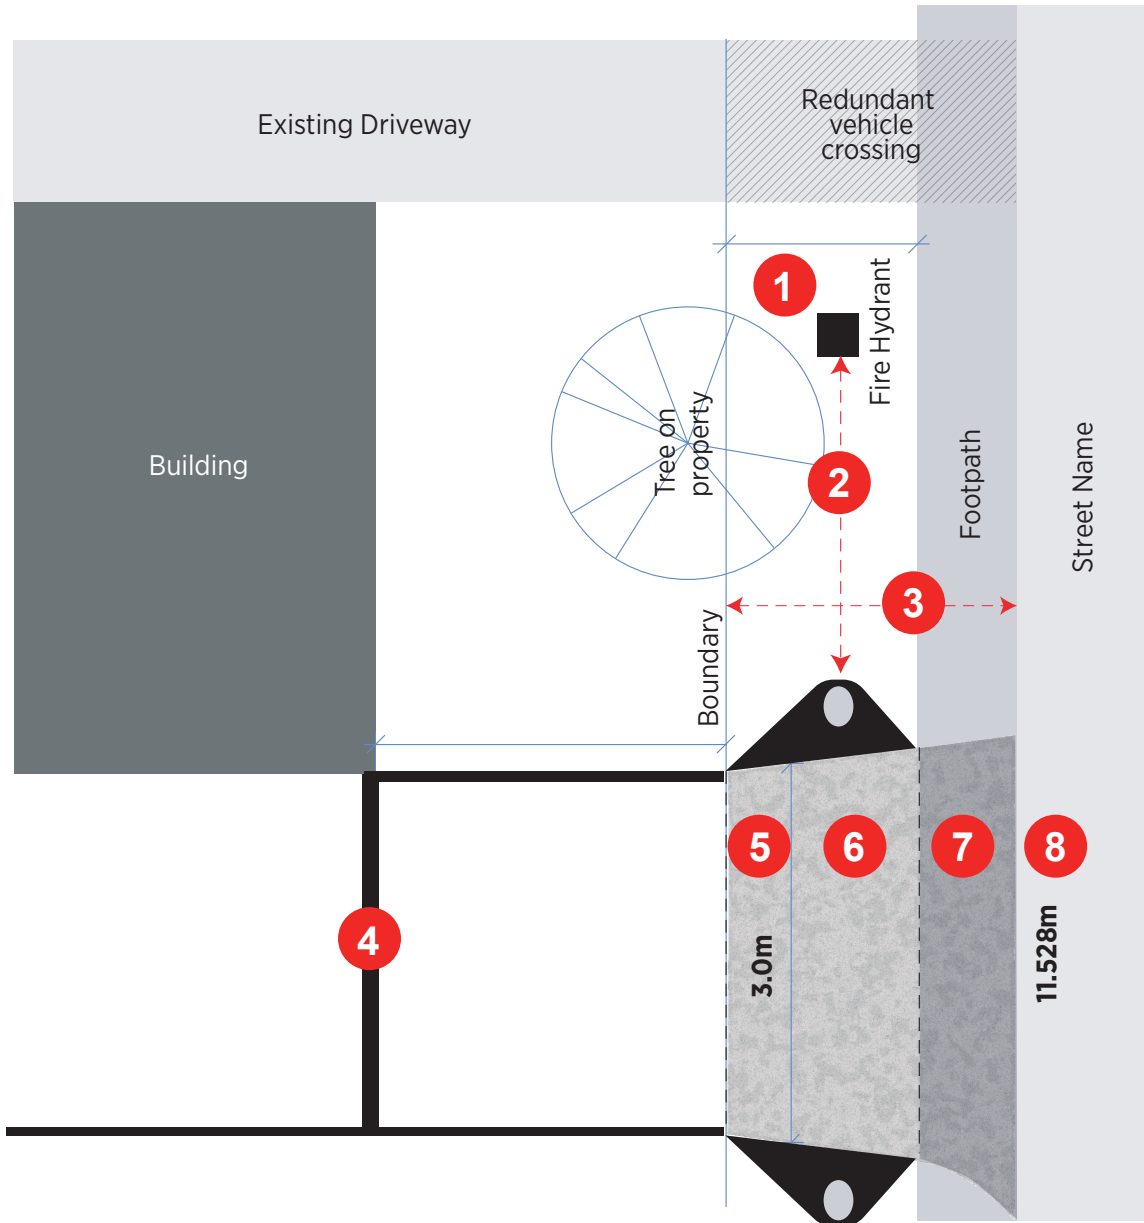 Existing Driveway
Redundant
vehicle
crossing
1
Fire Hydrant
Tree on
property
Building
2
Footpath
Street Name
3
Boundary
5
6
7
8
4
3.0m
11.528m